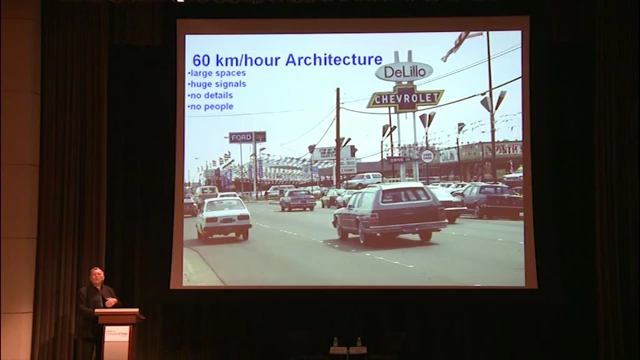 60 km/hour Architecture
•large spaces
•huge signals
•no details
•no people
DeLillo
CHEVROLET
FORD